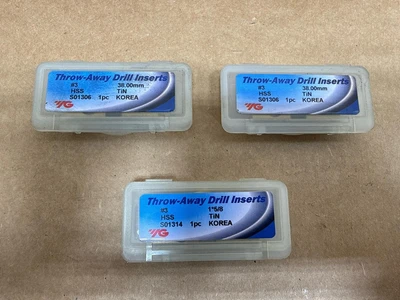 Throw-Away Drill Inserts
#3 38.00mm
HSS TiN
S01306 1pc KOREA
YG
Throw-Away Drill Inserts
#3 38.00mm
HSS TiN
S01306 1pc KOREA
YG
Throw-Away Drill Inserts
#3 1"5/8
HSS TiN
S01314 1pc KOREA
YG